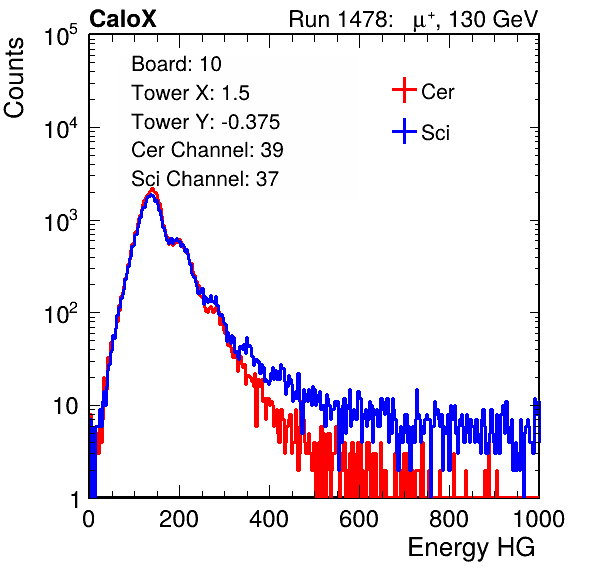 CaloX Run 1478: μ⁺, 130 GeV
Counts
Board: 10
Tower X: 1.5
Tower Y: -0.375
Cer Channel: 39
Sci Channel: 37
Cer
Sci
10⁵
10⁴
10³
10²
10
1
0 200 400 600 800 1000
Energy HG